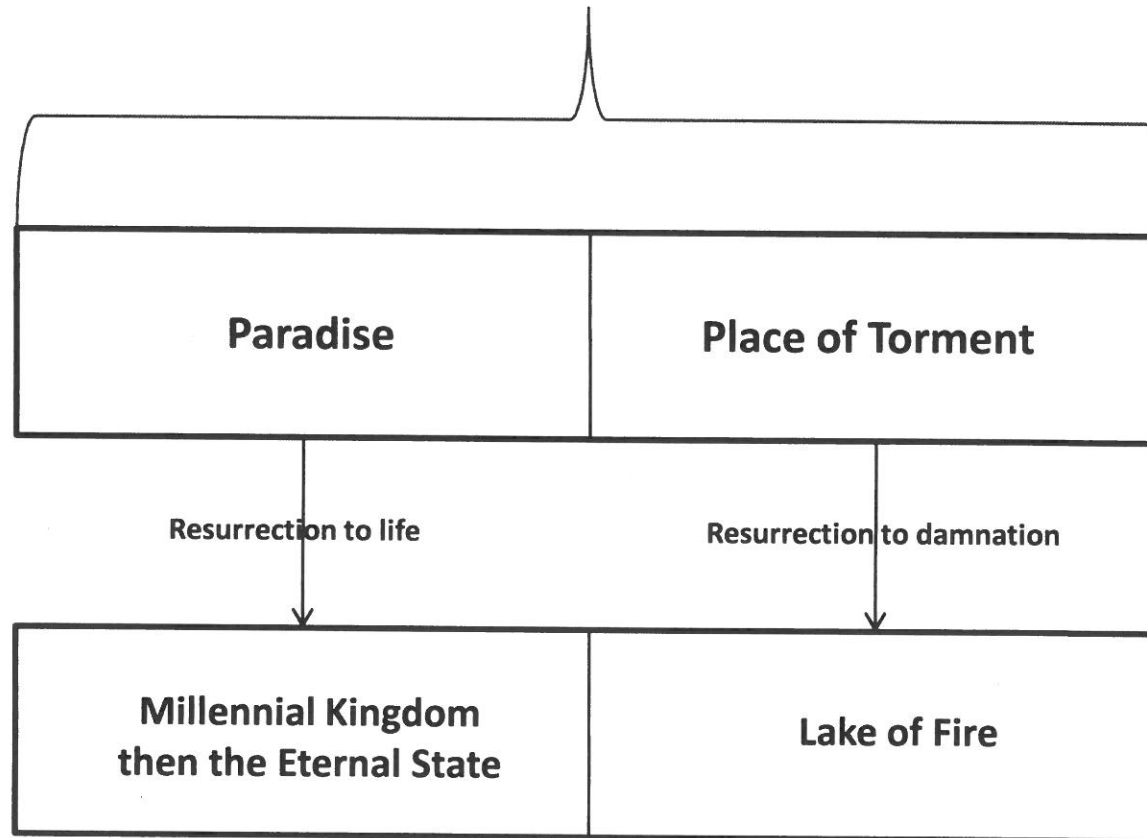 Paradise
Place of Torment
Resurrection to life
Resurrection to damnation
Millennial Kingdom
then the Eternal State
Lake of Fire